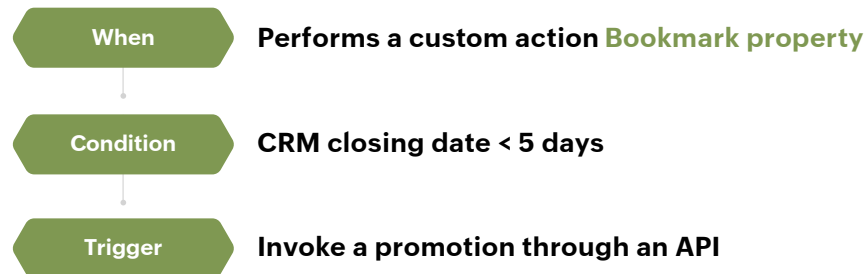 When Performs a custom action Bookmark property
Condition CRM closing date < 5 days
Trigger Invoke a promotion through an API